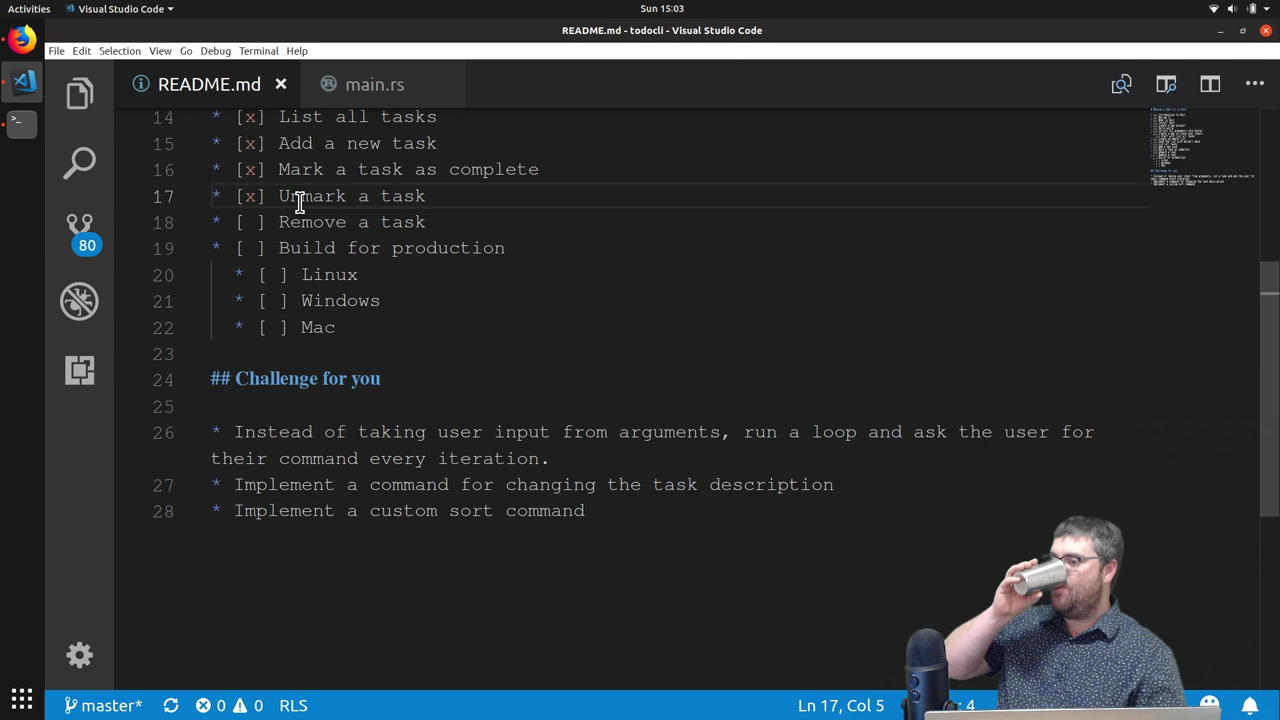 Activities
Visual Studio Code
Sun 15:03
README.md - todocli - Visual Studio Code
File Edit Selection View Go Debug Terminal Help
README.md
main.rs
14 * [x] List all tasks
15 * [x] Add a new task
16 * [x] Mark a task as complete
17 * [x] Unmark a task
18 * [ ] Remove a task
19 * [ ] Build for production
20 * [ ] Linux
21 * [ ] Windows
22 * [ ] Mac
23
24 ## Challenge for you
25
26 * Instead of taking user input from arguments, run a loop and ask the user for
their command every iteration.
27 * Implement a command for changing the task description
28 * Implement a custom sort command
80
master*
0
0
RLS
Ln 17, Col 5
: 4